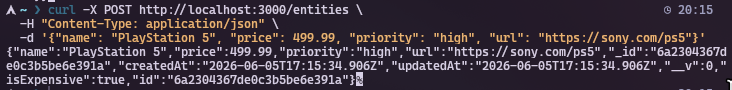 ~ curl -X POST http://localhost:3000/entities \ 20:15
-H "Content-Type: application/json" \
-d '{"name": "PlayStation 5", "price": 499.99, "priority": "high", "url": "https://sony.com/ps5"}'
{"name":"PlayStation 5","price":499.99,"priority":"high","url":"https://sony.com/ps5","_id":"6a2304367d
e0c3b5be6e391a","createdAt":"2026-06-05T17:15:34.906Z","updatedAt":"2026-06-05T17:15:34.906Z","__v":0,"
isExpensive":true,"id":"6a2304367de0c3b5be6e391a"}%